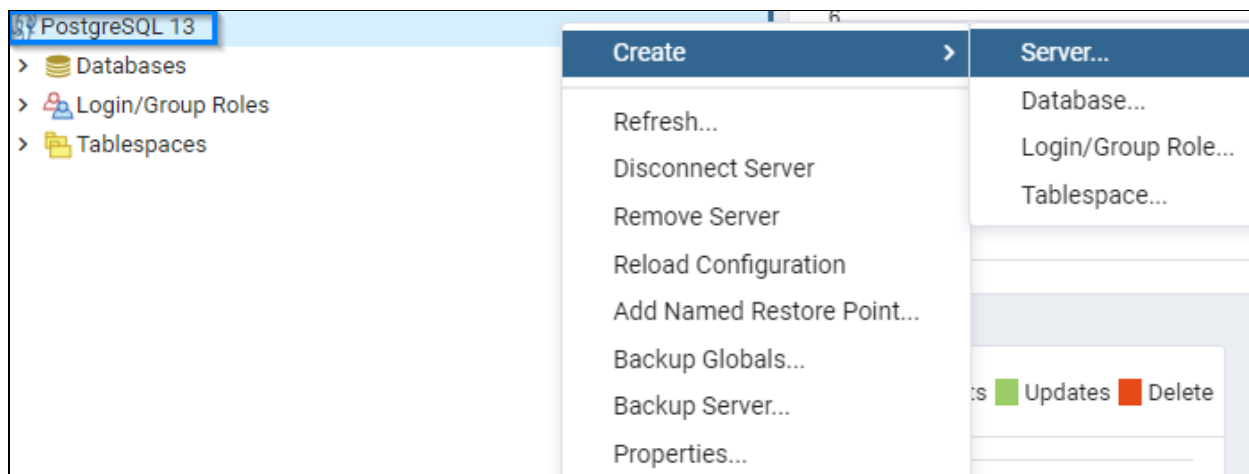 PostgreSQL 13
Databases
Login/Group Roles
Tablespaces
Create
Refresh...
Disconnect Server
Remove Server
Reload Configuration
Add Named Restore Point...
Backup Globals...
Backup Server...
Properties...
Server...
Database...
Login/Group Role...
Tablespace...
Updates Delete